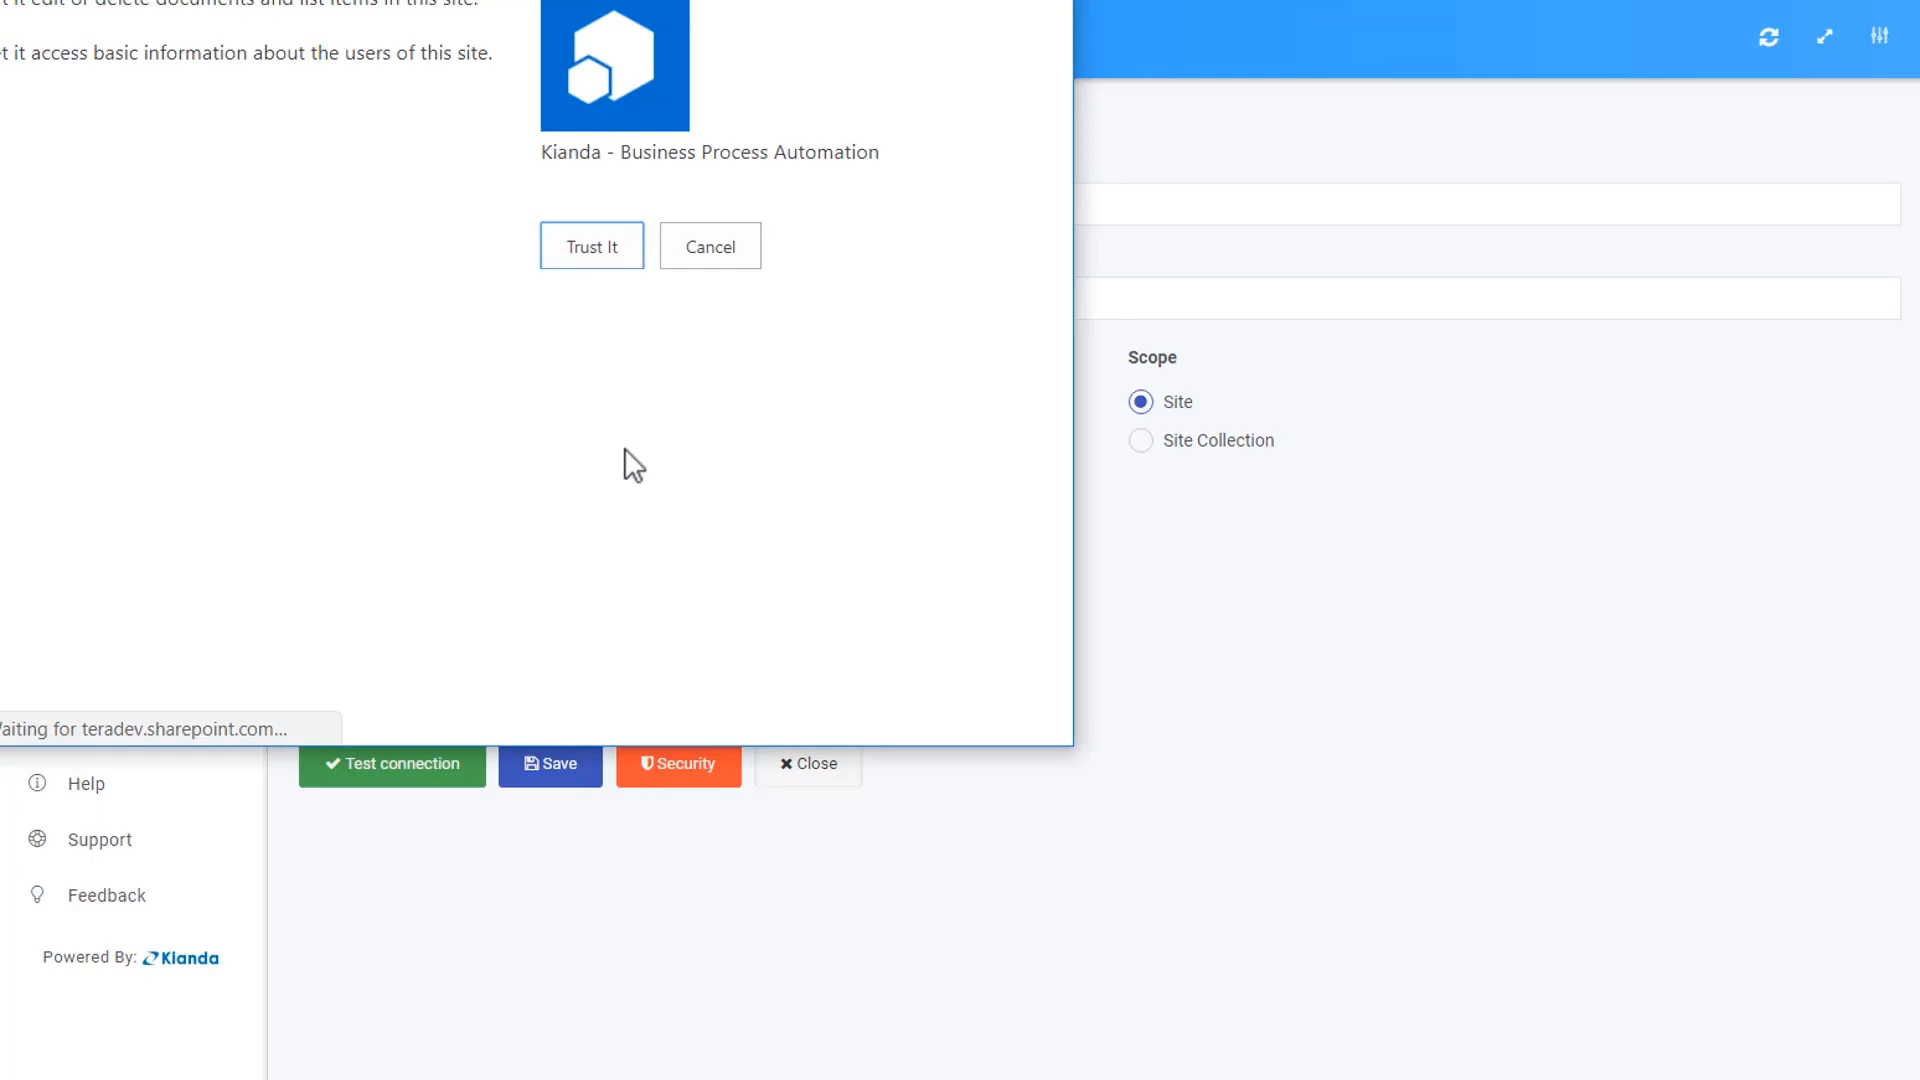 it edit or delete documents and list items in this site.
it access basic information about the users of this site.
Kianda - Business Process Automation
Trust It
Cancel
Scope
Site
Site Collection
aiting for teradev.sharepoint.com...
Test connection
Save
Security
Close
Help
Support
Feedback
Powered By: Kianda